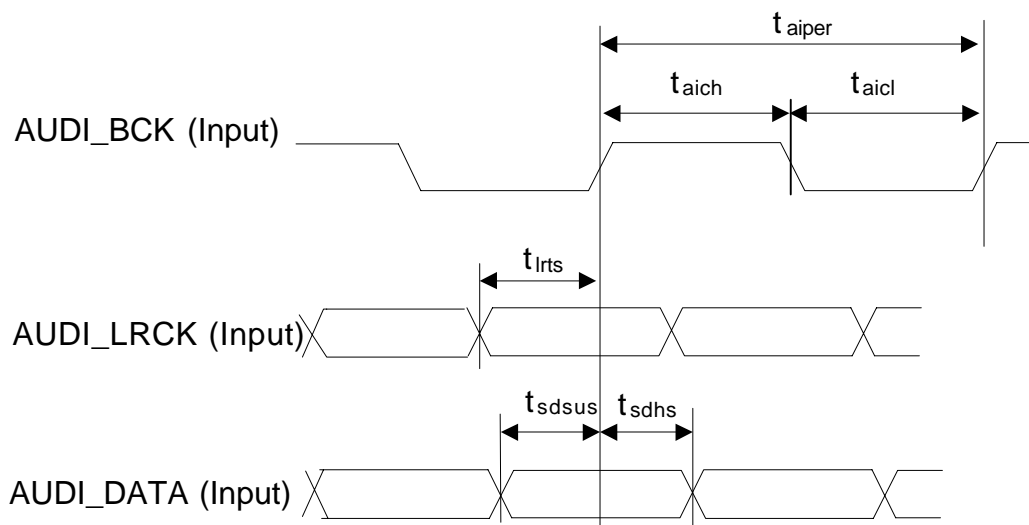 t aiper
t aich
t aicl
AUDI_BCK (Input)
t lrts
AUDI_LRCK (Input)
t sdsus
t sdhs
AUDI_DATA (Input)